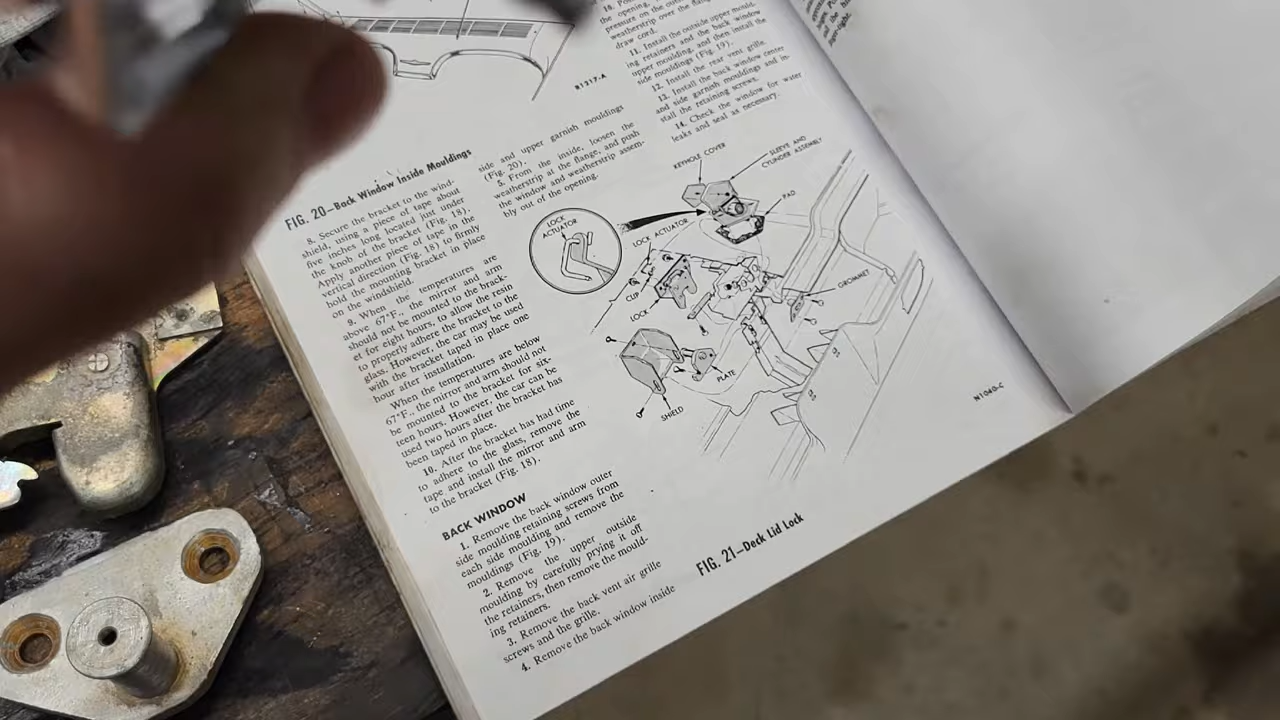 R1217-A
FIG. 20—Back Window Inside Mouldings
8. Secure the bracket to the wind-
shield, using a piece of tape about
five inches long located just under
the knob of the bracket (Fig. 18).
Apply another piece of tape in the
vertical direction (Fig. 18) to firmly
hold the mounting bracket in place
on the windshield.
9. When the temperatures are
above 67°F., the mirror and arm
should not be mounted to the brack-
et for eight hours, to allow the resin
to properly adhere the bracket to the
glass. However, the car may be used
with the bracket taped in place one
hour after installation.
When the temperatures are below
67°F., the mirror and arm should not
be mounted to the bracket for six-
teen hours. However, the car can be
used two hours after the bracket has
been taped in place.
10. After the bracket has had time
to adhere to the glass, remove the
tape and install the mirror and arm
to the bracket (Fig. 18).
BACK WINDOW
1. Remove the back window outer
side moulding retaining screws from
each side moulding and remove the
mouldings (Fig. 19).
2. Remove the upper outside
moulding by carefully prying it off
the retainers, then remove the mould-
ing retainers.
3. Remove the back vent air grille
screws and the grille.
4. Remove the back window inside
side and upper garnish mouldings
(Fig. 20).
5. From the inside, loosen the
weatherstrip at the flange, and push
the window and weatherstrip assem-
bly out of the opening.
the opening,
pressure on the
weatherstrip over the
draw cord.
11. Install the outside upper mould-
ing retainers and the back window
upper moulding, and then install the
side mouldings (Fig. 19).
12. Install the rear vent grille.
13. Install the back window center
and side garnish mouldings and in-
stall the retaining screws.
14. Check the window for water
leaks and seal as necessary.
KEYHOLE COVER
SLEEVE AND
CYLINDER ASSEMBLY
PAD
LOCK
ACTUATOR
LOCK ACTUATOR
CLIP
LOCK
GROMMET
PLATE
SHIELD
N1060-C
FIG. 21—Deck Lid Lock